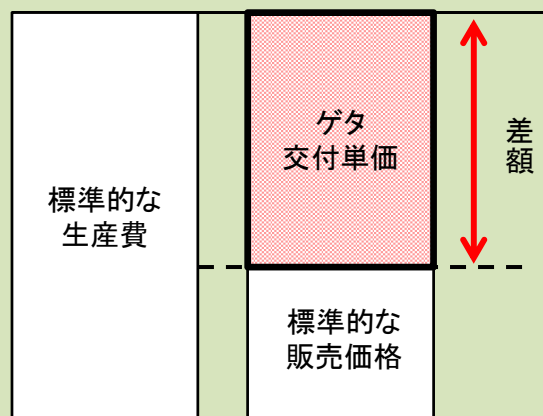 標準的な
生産費
ゲタ
交付単価
差額
標準的な
販売価格